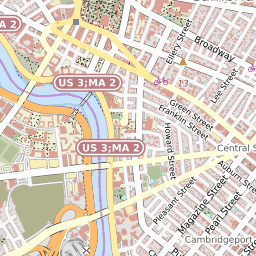 A 2
Ellery Street
Broadway
US 3;MA 2
13
Lee Street
Green Street
Franklin Street
US 3;MA 2
Howard Street
Central S
Auburn Street
Pleasant Street
Magazine Street
Pearl Street
Cambridgeport